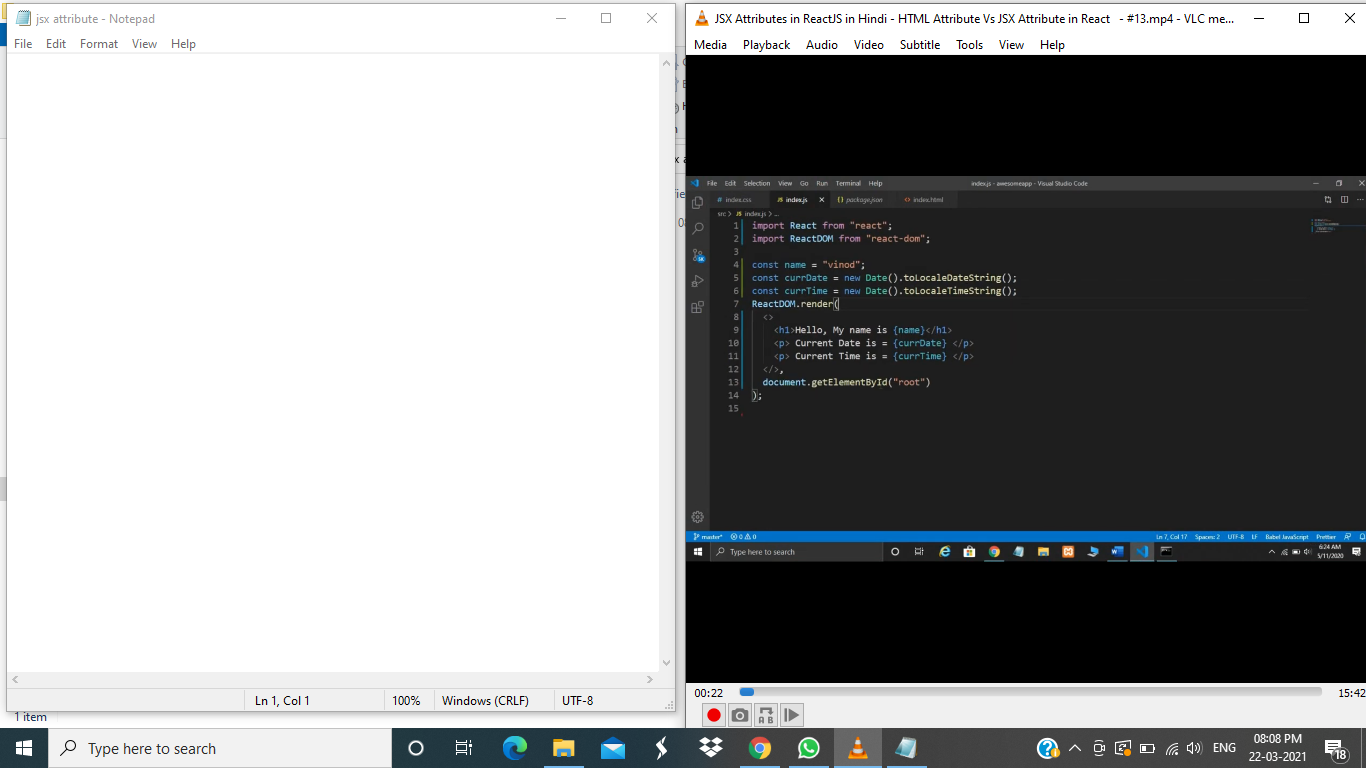 jsx attribute - Notepad
File Edit Format View Help
Ln 1, Col 1 100% Windows (CRLF) UTF-8
1 item
JSX Attributes in ReactJS in Hindi - HTML Attribute Vs JSX Attribute in React - #13.mp4 - VLC me...
Media Playback Audio Video Subtitle Tools View Help
File Edit Selection View Go Run Terminal Help index.js - awesomeapp - Visual Studio Code
# index.css JS index.js {} package.json <> index.html
src > JS index.js > ...
1 import React from "react";
2 import ReactDOM from "react-dom";
3
4 const name = "vinod";
5 const currDate = new Date().toLocaleDateString();
6 const currTime = new Date().toLocaleTimeString();
7 ReactDOM.render(
8 <>
9 <h1>Hello, My name is {name}</h1>
10 <p> Current Date is = {currDate} </p>
11 <p> Current Time is = {currTime} </p>
12 </>,
13 document.getElementById("root")
14 );
15
master* 0 0 Ln 7, Col 17 Spaces: 2 UTF-8 LF Babel JavaScript Prettier
Type here to search 6:24 AM
5/11/2020
00:22 15:42
A B
Type here to search ENG 08:08 PM
22-03-2021 18